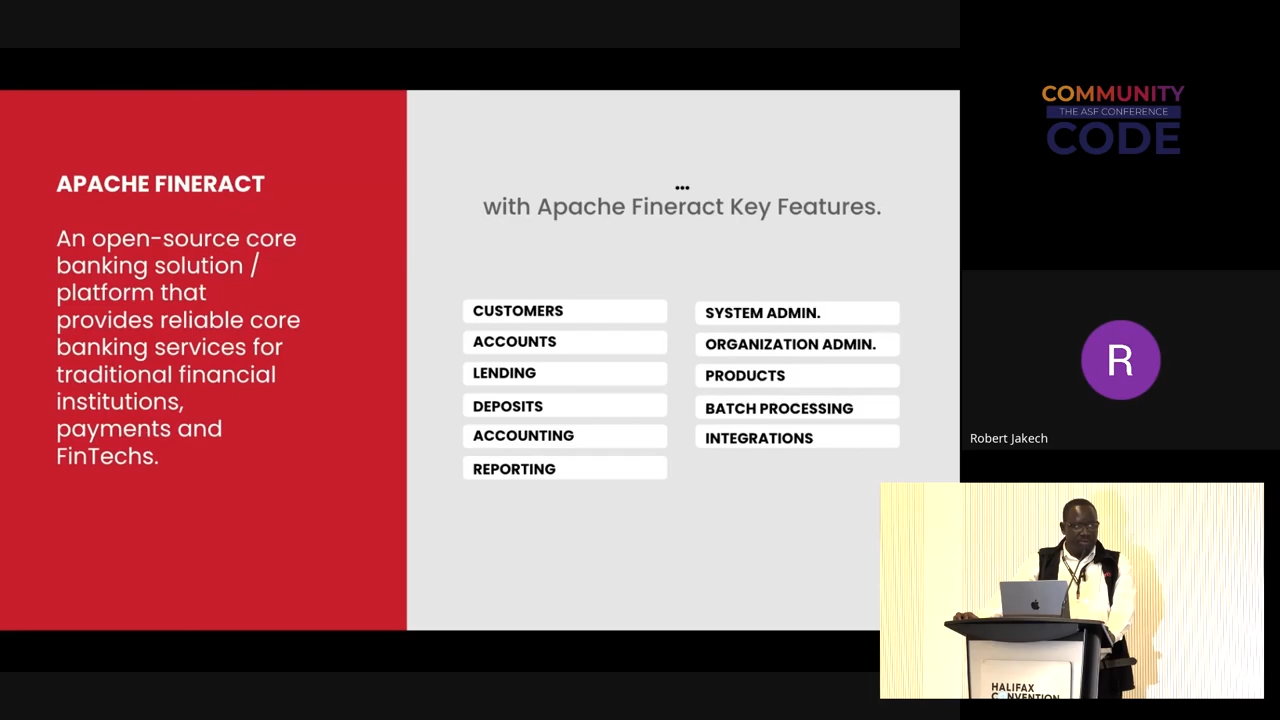 APACHE FINERACT
An open-source core
banking solution /
platform that
provides reliable core
banking services for
traditional financial
institutions,
payments and
FinTechs.
...
with Apache Fineract Key Features.
CUSTOMERS
ACCOUNTS
LENDING
DEPOSITS
ACCOUNTING
REPORTING
SYSTEM ADMIN.
ORGANIZATION ADMIN.
PRODUCTS
BATCH PROCESSING
INTEGRATIONS
COMMUNITY
THE ASF CONFERENCE
CODE
R
Robert Jakech
HALIFAX
CONVENTION